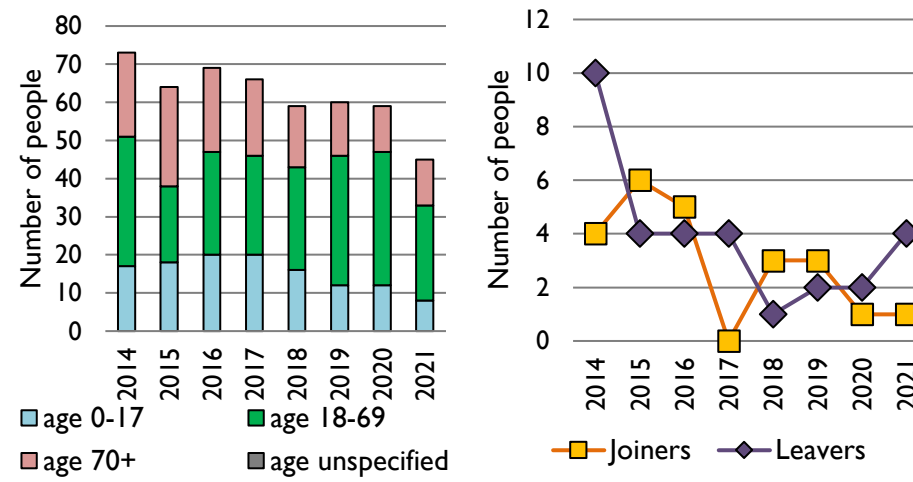 Number of people
80
70
60
50
40
30
20
10
0
2014 2015 2016 2017 2018 2019 2020 2021
age 0-17 age 18-69
age 70+ age unspecified
Number of people
12
10
8
6
4
2
0
2014 2015 2016 2017 2018 2019 2020 2021
Joiners Leavers